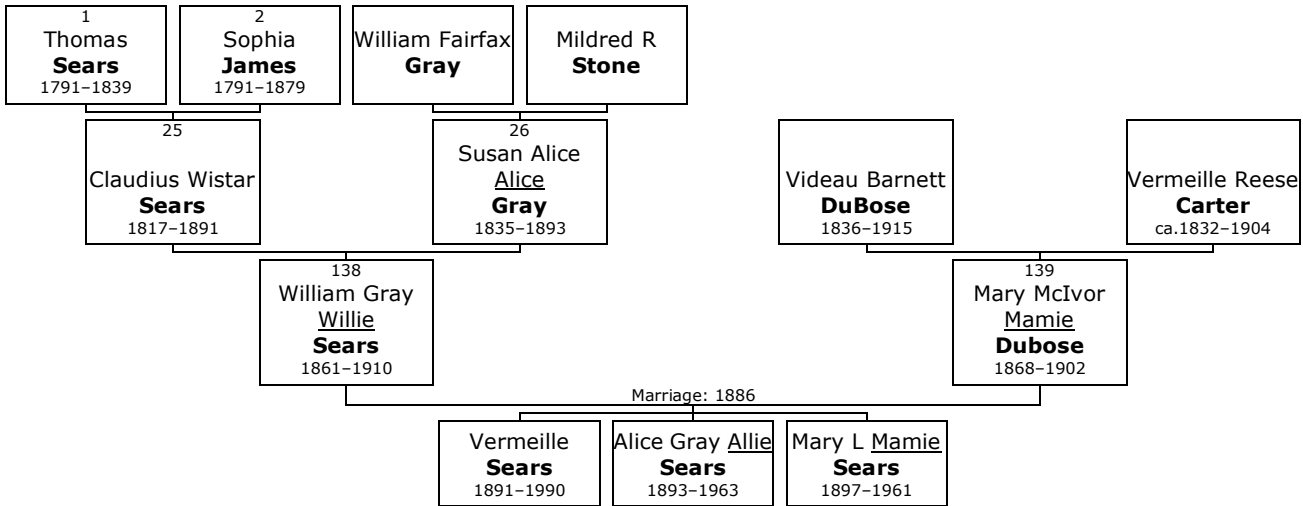 1
Thomas
Sears
1791–1839
2
Sophia
James
1791–1879
William Fairfax
Gray
Mildred R
Stone
25
Claudius Wistar
Sears
1817–1891
26
Susan Alice
Alice
Gray
1835–1893
Videau Barnett
DuBose
1836–1915
Vermeille Reese
Carter
ca.1832–1904
138
William Gray
Willie
Sears
1861–1910
139
Mary McIvor
Mamie
Dubose
1868–1902
Marriage: 1886
Vermeille
Sears
1891–1990
Alice Gray Allie
Sears
1893–1963
Mary L Mamie
Sears
1897–1961